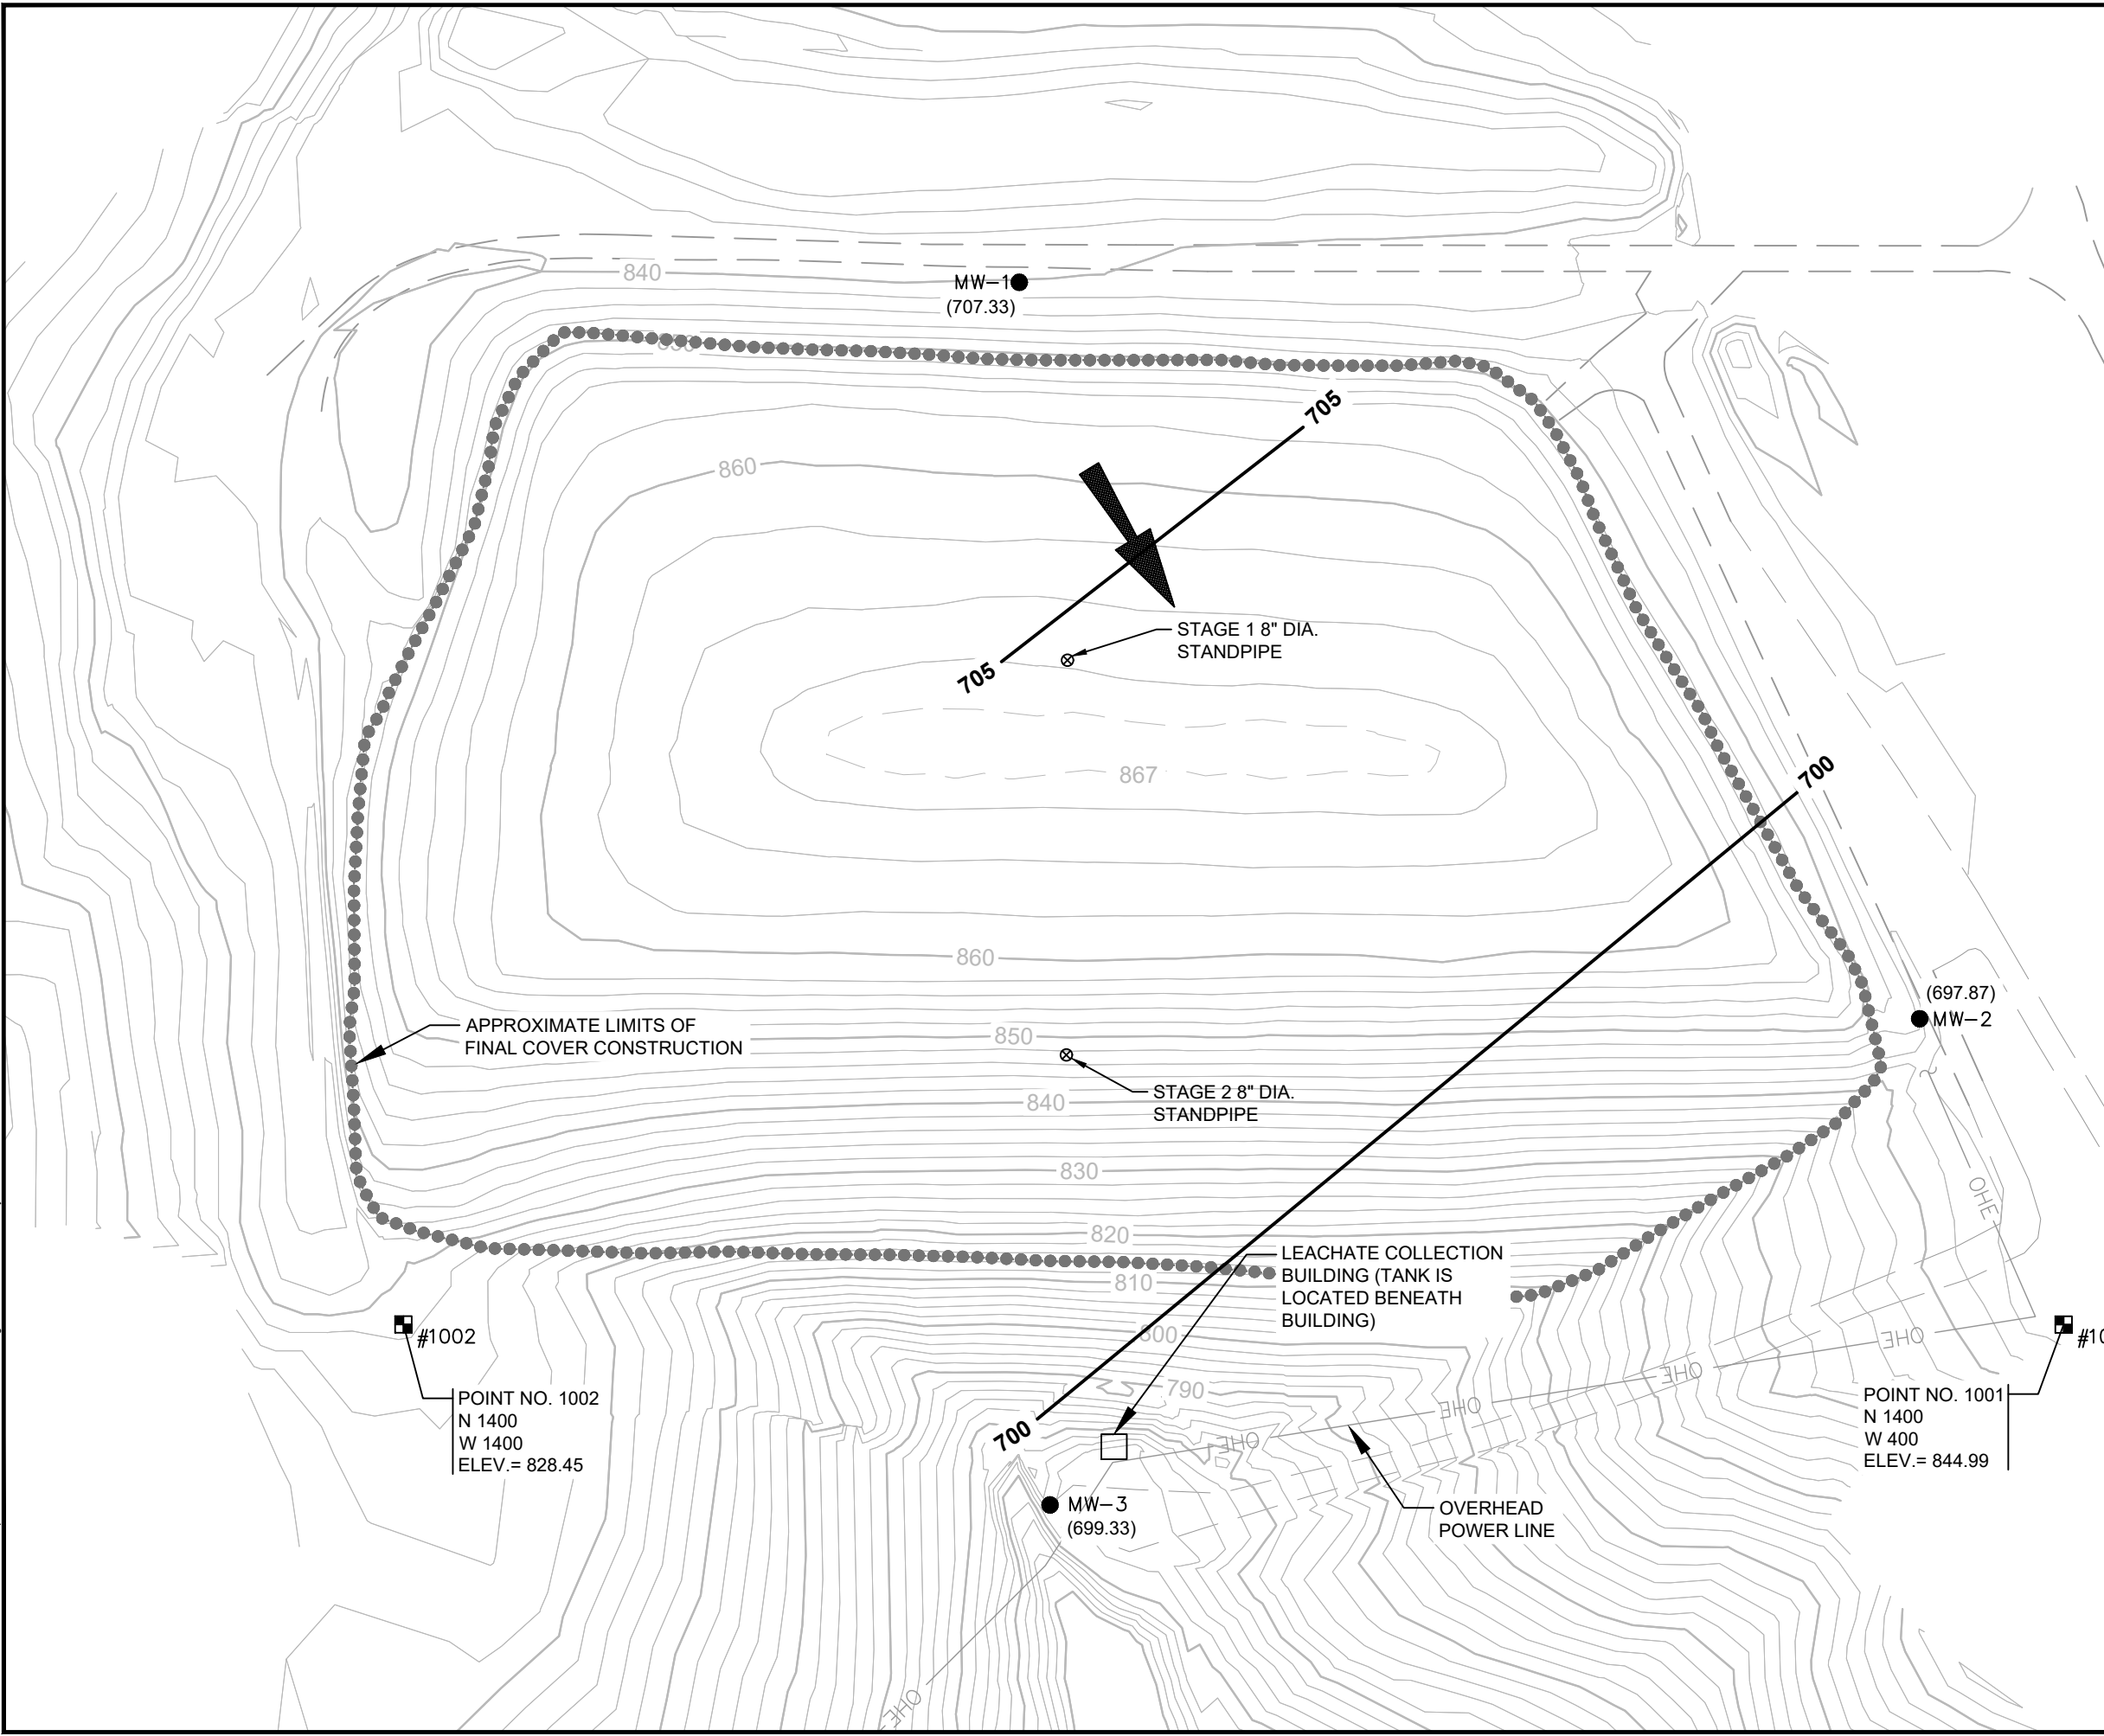 840
MW-1
(707.33)
705
860
STAGE 1 8" DIA.
STANDPIPE
705
867
700
860
(697.87)
MW-2
APPROXIMATE LIMITS OF
FINAL COVER CONSTRUCTION
850
STAGE 2 8" DIA.
STANDPIPE
840
830
OHE
820
LEACHATE COLLECTION
BUILDING (TANK IS
LOCATED BENEATH
BUILDING)
810
800
#1002
OHE
#10
OHE
790
POINT NO. 1002
N 1400
W 1400
ELEV.= 828.45
POINT NO. 1001
N 1400
W 400
ELEV.= 844.99
OHE
700
OHE
MW-3
(699.33)
OVERHEAD
POWER LINE
OHE